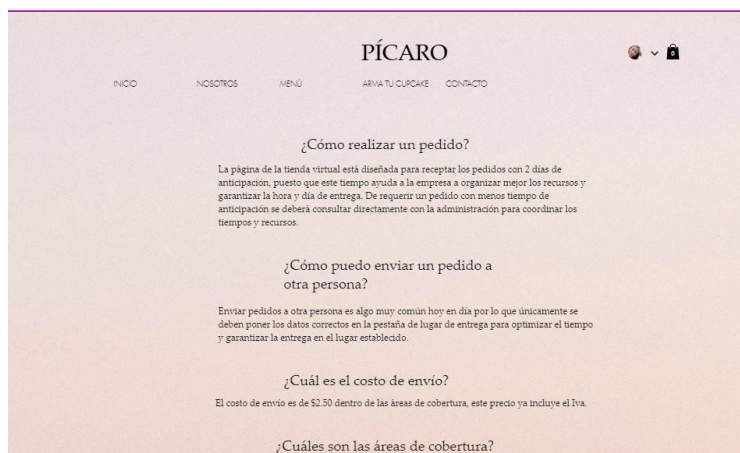 PÍCARO
0
INICIO NOSOTROS MENÚ ARMA TU CUPCAKE CONTACTO
¿Cómo realizar un pedido?
La página de la tienda virtual está diseñada para receptar los pedidos con 2 días de
anticipación, puesto que este tiempo ayuda a la empresa a organizar mejor los recursos y
garantizar la hora y día de entrega. De requerir un pedido con menos tiempo de
anticipación se deberá consultar directamente con la administración para coordinar los
tiempos y recursos.
¿Cómo puedo enviar un pedido a
otra persona?
Enviar pedidos a otra persona es algo muy común hoy en día por lo que únicamente se
deben poner los datos correctos en la pestaña de lugar de entrega para optimizar el tiempo
y garantizar la entrega en el lugar establecido.
¿Cuál es el costo de envío?
El costo de envío es de $2.50 dentro de las áreas de cobertura, este precio ya incluye el Iva.
¿Cuáles son las áreas de cobertura?